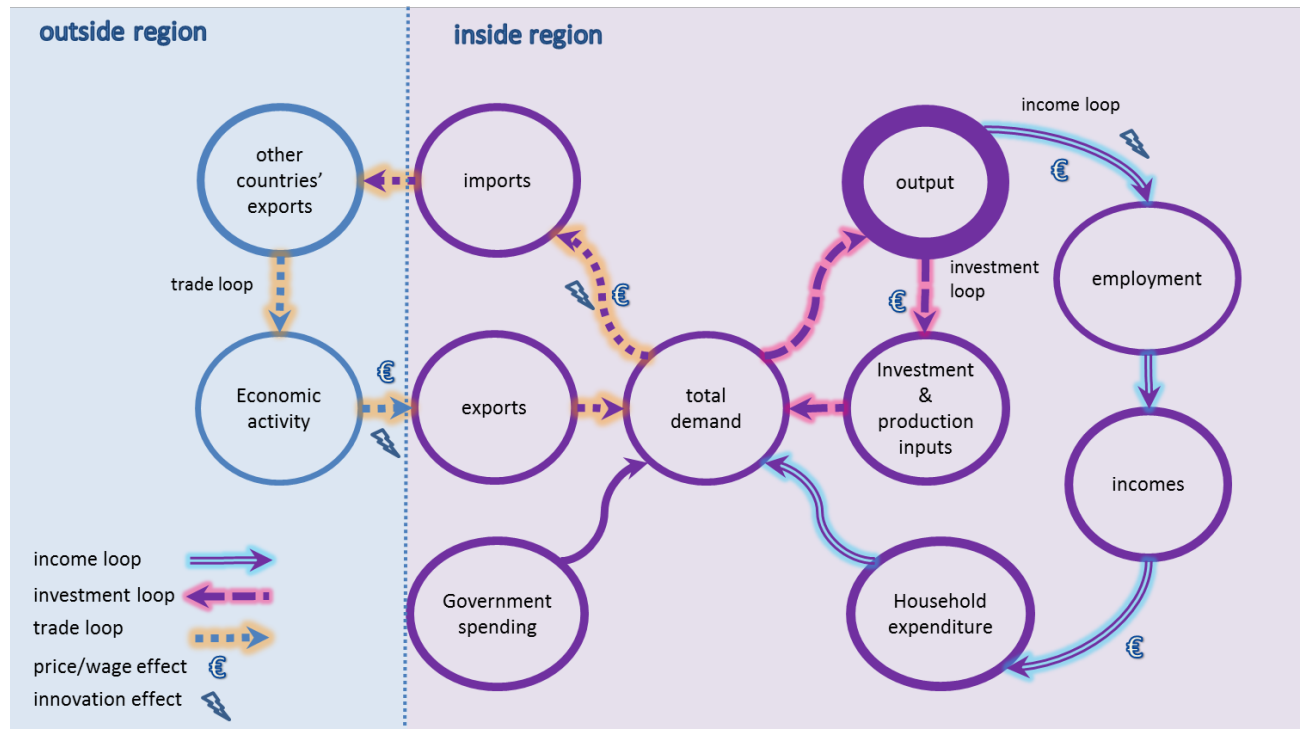 outside region
inside region
other
countries’
exports
imports
output
income loop
€
employment
trade loop
€
investment
loop
€
Economic
activity
€
exports
total
demand
Investment
&
production
inputs
incomes
Government
spending
Household
expenditure
€
income loop
investment loop
trade loop
price/wage effect €
innovation effect